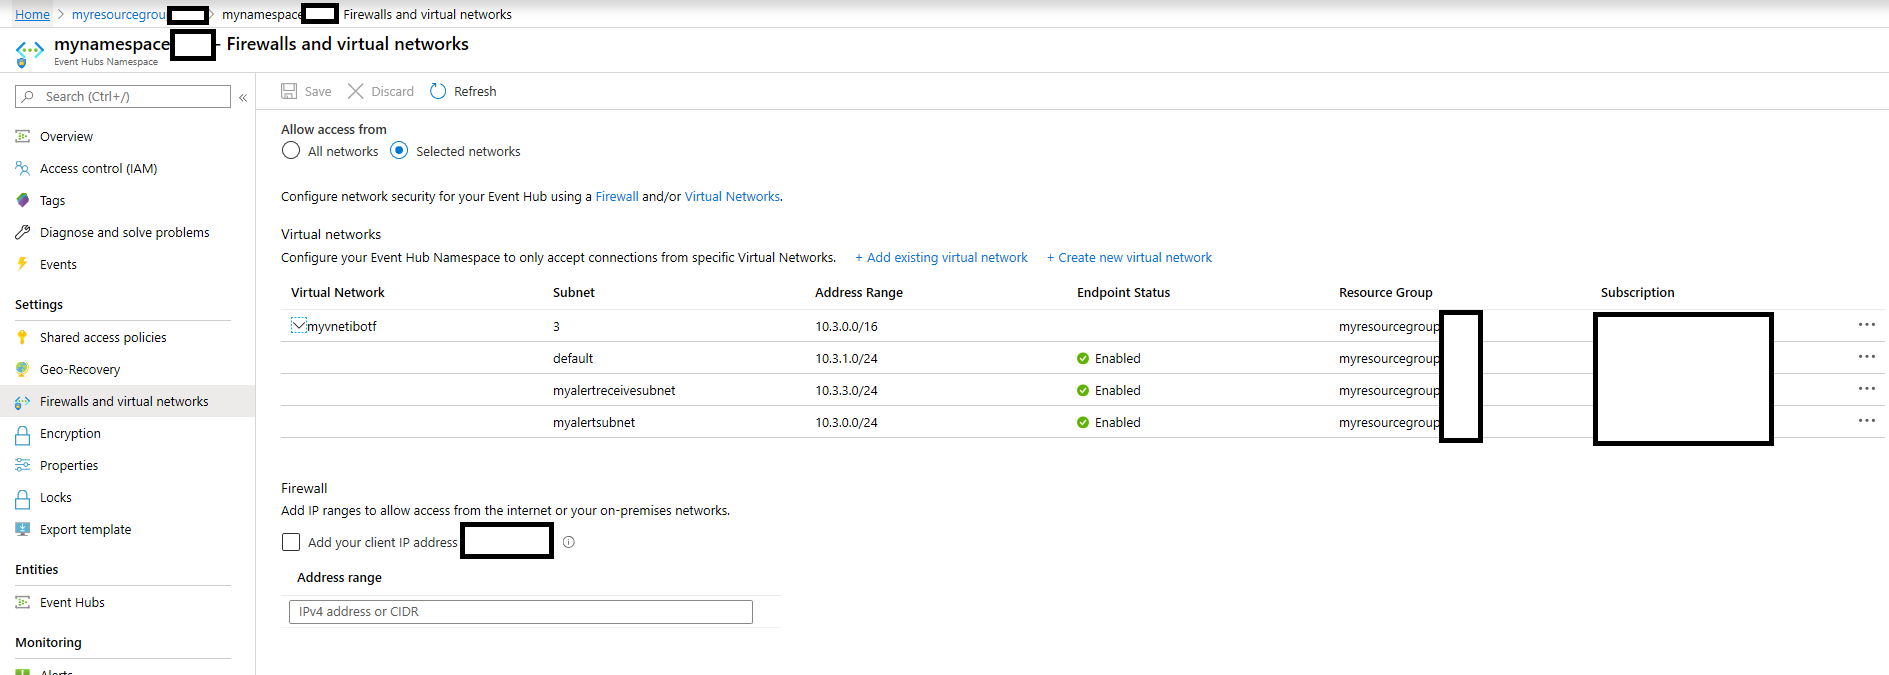 Home > myresourcegrou > mynamespace Firewalls and virtual networks
mynamespace - Firewalls and virtual networks
Event Hubs Namespace
Search (Ctrl+/) «
Overview
Access control (IAM)
Tags
Diagnose and solve problems
Events
Settings
Shared access policies
Geo-Recovery
Firewalls and virtual networks
Encryption
Properties
Locks
Export template
Entities
Event Hubs
Monitoring
Alerts
Save Discard Refresh
Allow access from
All networks Selected networks
Configure network security for your Event Hub using a Firewall and/or Virtual Networks.
Virtual networks
Configure your Event Hub Namespace to only accept connections from specific Virtual Networks. + Add existing virtual network + Create new virtual network
Virtual Network Subnet Address Range Endpoint Status Resource Group Subscription
myvnetibotf 3 10.3.0.0/16 myresourcegroup ...
default 10.3.1.0/24 Enabled myresourcegroup ...
myalertreceivesubnet 10.3.3.0/24 Enabled myresourcegroup ...
myalertsubnet 10.3.0.0/24 Enabled myresourcegroup ...
Firewall
Add IP ranges to allow access from the internet or your on-premises networks.
Add your client IP address
Address range
IPv4 address or CIDR